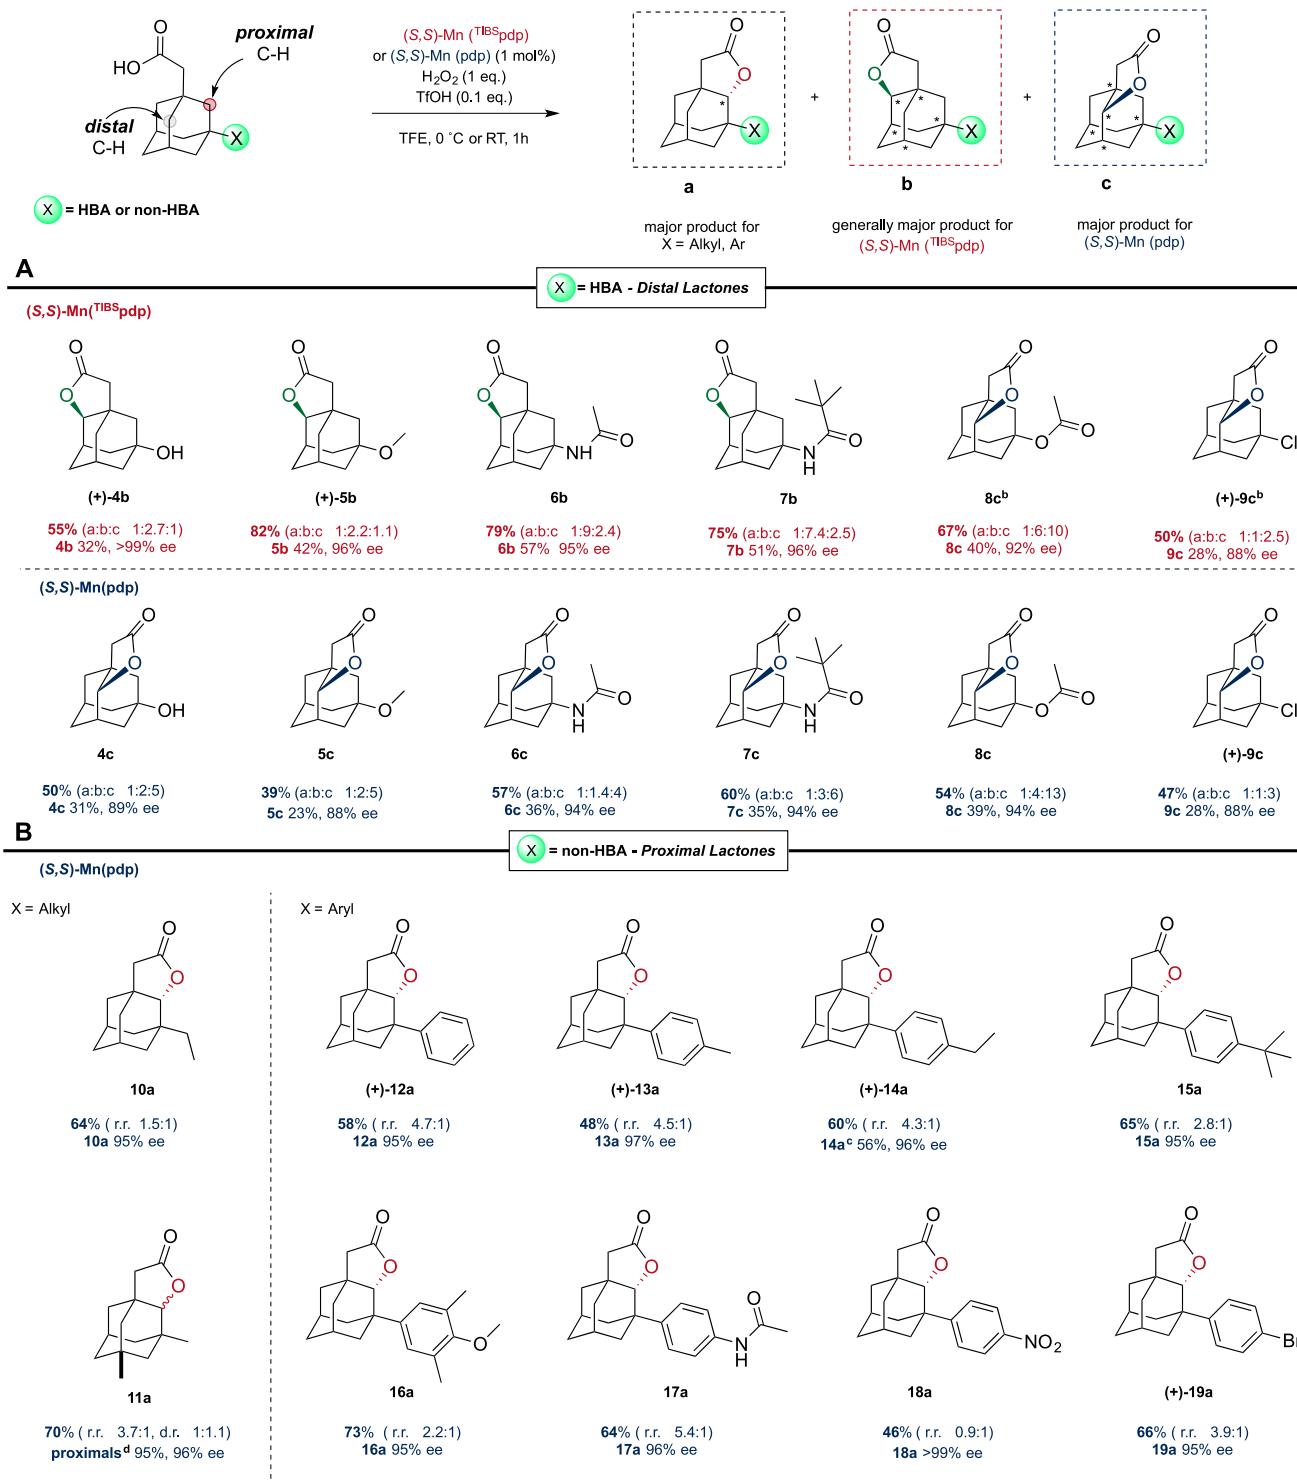 O
HO
proximal
C-H
distal
C-H
X
X = HBA or non-HBA
(S,S)-Mn (TIBSpdp)
or (S,S)-Mn (pdp) (1 mol%)
H2O2 (1 eq.)
TfOH (0.1 eq.)
TFE, 0 °C or RT, 1h
O
O
*
X
a
major product for
X = Alkyl, Ar
+
O
O
* * * * *
X
b
generally major product for
(S,S)-Mn (TIBSpdp)
+
O
O
* * * * *
X
c
major product for
(S,S)-Mn (pdp)
A
X = HBA - Distal Lactones
(S,S)-Mn(TIBSpdp)
O O OH
O O O
O O NH O
O O N H O
O O O O
O O Cl
(+)-4b (+)-5b 6b 7b 8cb (+)-9cb
55% (a:b:c 1:2.7:1) 82% (a:b:c 1:2.2:1.1) 79% (a:b:c 1:9:2.4) 75% (a:b:c 1:7.4:2.5) 67% (a:b:c 1:6:10) 50% (a:b:c 1:1:2.5)
4b 32%, >99% ee 5b 42%, 96% ee 6b 57% 95% ee 7b 51%, 96% ee 8c 40%, 92% ee) 9c 28%, 88% ee
(S,S)-Mn(pdp)
O O OH
O O O
O O N H O
O O N H O
O O O O
O O Cl
4c 5c 6c 7c 8c (+)-9c
50% (a:b:c 1:2:5) 39% (a:b:c 1:2:5) 57% (a:b:c 1:1.4:4) 60% (a:b:c 1:3:6) 54% (a:b:c 1:4:13) 47% (a:b:c 1:1:3)
4c 31%, 89% ee 5c 23%, 88% ee 6c 36%, 94% ee 7c 35%, 94% ee 8c 39%, 94% ee 9c 28%, 88% ee
B
X = non-HBA - Proximal Lactones
(S,S)-Mn(pdp)
X = Alkyl X = Aryl
O O
O O
O O
O O
O O
10a (+)-12a (+)-13a (+)-14a 15a
64% ( r.r. 1.5:1) 58% ( r.r. 4.7:1) 48% ( r.r. 4.5:1) 60% ( r.r. 4.3:1) 65% ( r.r. 2.8:1)
10a 95% ee 12a 95% ee 13a 97% ee 14ac 56%, 96% ee 15a 95% ee
O O
O O O
O O N H O
O O NO2
O O Br
11a 16a 17a 18a (+)-19a
70% ( r.r. 3.7:1, d.r. 1:1.1) 73% ( r.r. 2.2:1) 64% ( r.r. 5.4:1) 46% ( r.r. 0.9:1) 66% ( r.r. 3.9:1)
proximalsd 95%, 96% ee 16a 95% ee 17a 96% ee 18a >99% ee 19a 95% ee